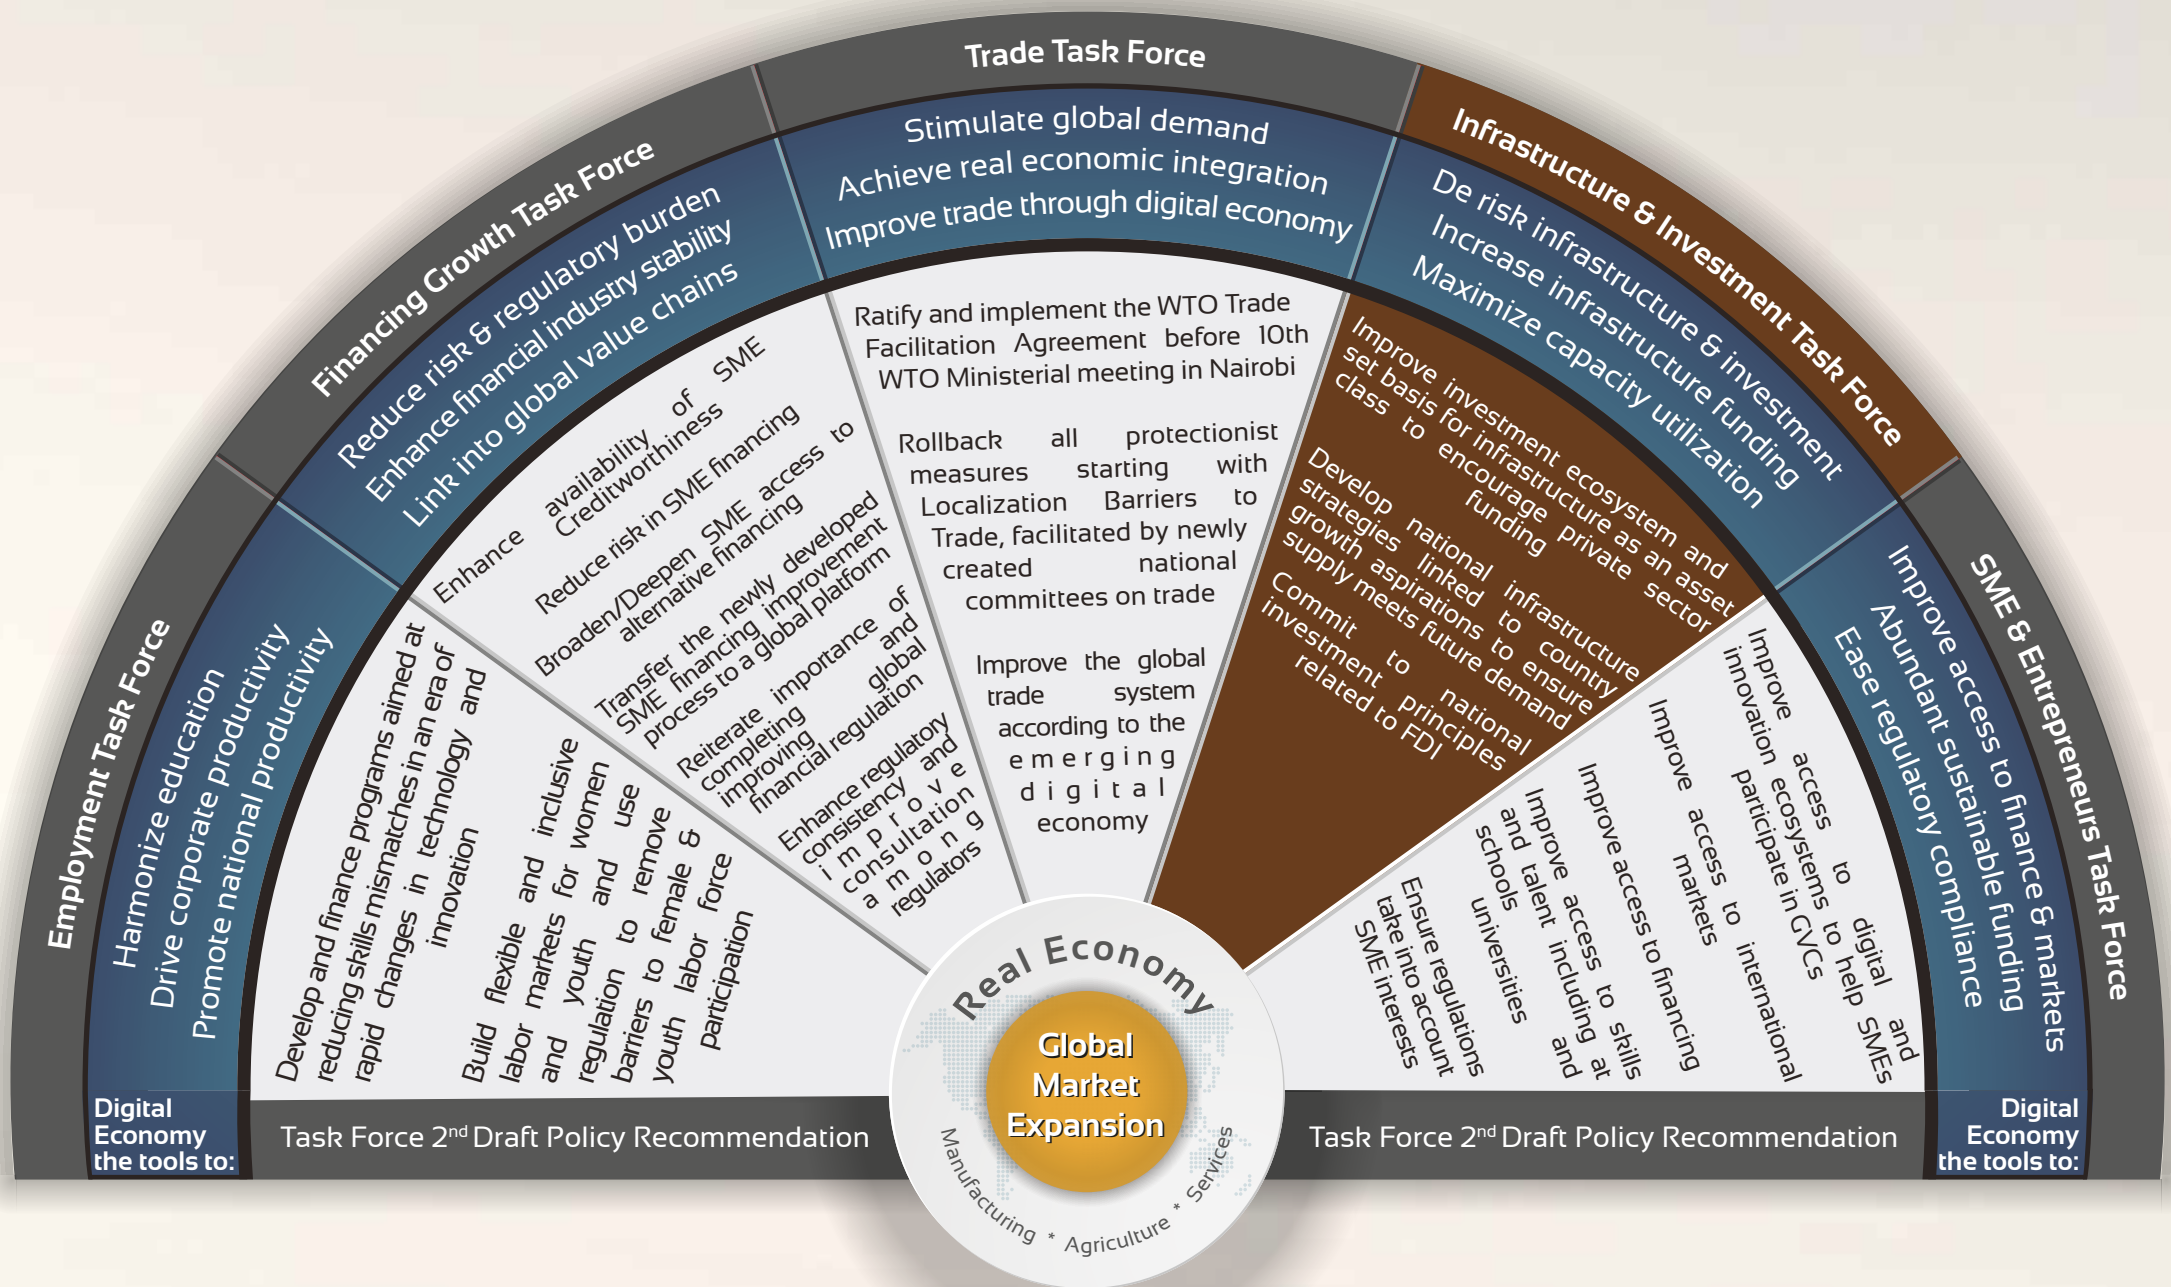 Employment Task Force
Harmonize education
Drive corporate productivity
Promote national productivity
Develop and finance programs aimed at
reducing skills mismatches in an era of
rapid changes in technology and
innovation
Build flexible and inclusive
labor markets for women
and youth and use
regulation to remove
barriers to female &
youth labor force
participation
Financing Growth Task Force
Reduce risk & regulatory burden
Enhance financial industry stability
Link into global value chains
Enhance availability of SME
Creditworthiness
Reduce risk in SME financing
Broaden/Deepen SME access to
alternative financing
Transfer the newly developed
SME financing improvement
process to a global platform
Reiterate importance of
completing and
improving global
financial regulation
Enhance regulatory
consistency and
improve
consultation
among
regulators
Trade Task Force
Stimulate global demand
Achieve real economic integration
Improve trade through digital economy
Ratify and implement the WTO Trade
Facilitation Agreement before 10th
WTO Ministerial meeting in Nairobi
Rollback all protectionist
measures starting with
Localization Barriers to
Trade, facilitated by newly
created national
committees on trade
Improve the global
trade system
according to the
emerging
digital
economy
Infrastructure & Investment Task Force
De risk infrastructure & investment
Increase infrastructure funding
Maximize capacity utilization
Improve investment ecosystem and
set basis for infrastructure as an asset
class to encourage private sector
funding
Develop national infrastructure
strategies linked to country
growth aspirations to ensure
supply meets future demand
Commit to national
investment principles
related to FDI
SME & Entrepreneurs Task Force
Improve access to finance & markets
Abundant sustainable funding
Ease regulatory compliance
Improve access to digital and
innovation ecosystems to help SMEs
participate in GVCs
Improve access to international
markets
Improve access to financing
Improve access to skills
and talent including at
schools and
universities
Ensure regulations
take into account
SME interests
Digital
Economy
the tools to:
Task Force 2nd Draft Policy Recommendation
Real Economy
Global
Market
Expansion
Manufacturing * Agriculture * Services
Task Force 2nd Draft Policy Recommendation
Digital
Economy
the tools to: